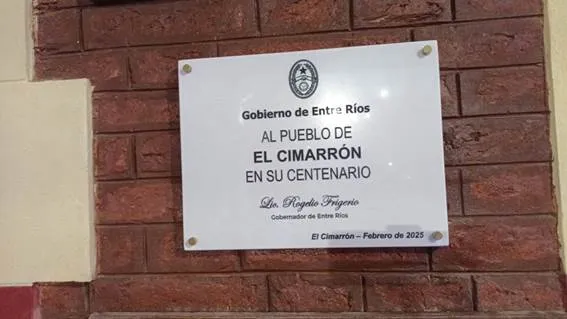 Gobierno de Entre Ríos
AL PUEBLO DE
EL CIMARRÓN
EN SU CENTENARIO
Lic. Rogelio Frigerio
Gobernador de Entre Ríos
El Cimarrón – Febrero de 2025